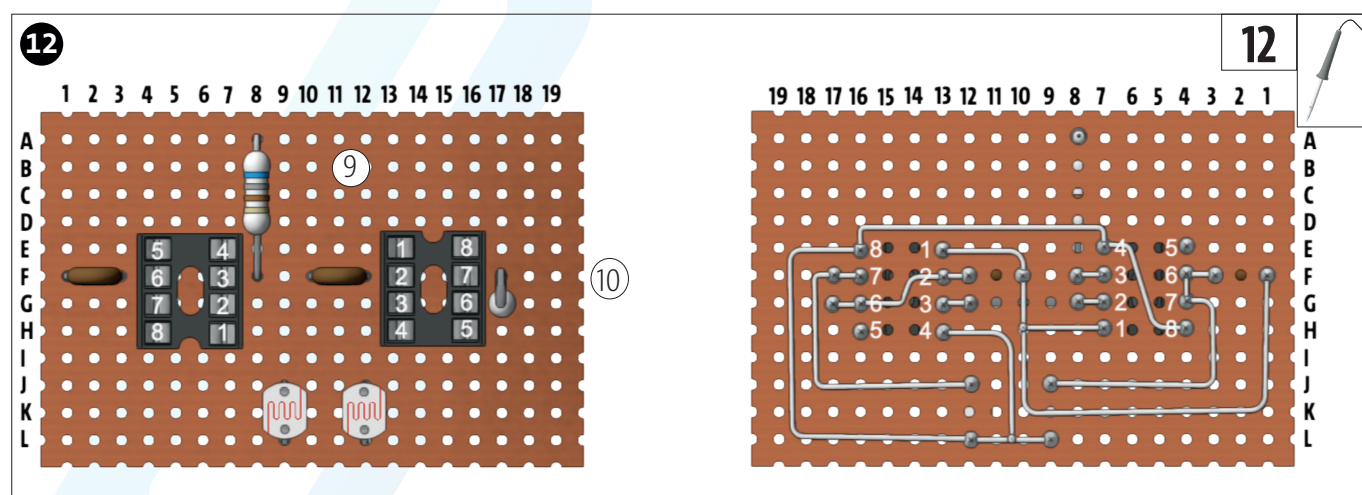 12
12
1 2 3 4 5 6 7 8 9 10 11 12 13 14 15 16 17 18 19
A
B
C
D
E
F
G
H
I
J
K
L
9
10
5 4
6 3
7 2
8 1
1 8
2 7
3 6
4 5
19 18 17 16 15 14 13 12 11 10 9 8 7 6 5 4 3 2 1
8 1 4 5
7 2 3 6
6 3 2 7
5 4 1 8
A
B
C
D
E
F
G
H
I
J
K
L